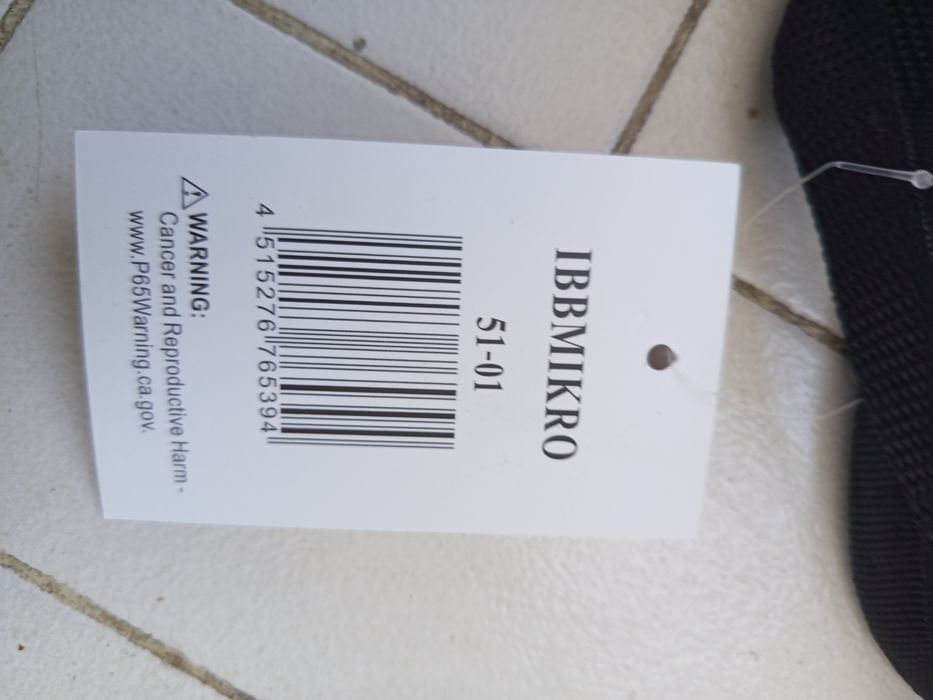 IBBMIKRO
51-01
4 515276 765394
WARNING:
Cancer and Reproductive Harm -
www.P65Warning.ca.gov.